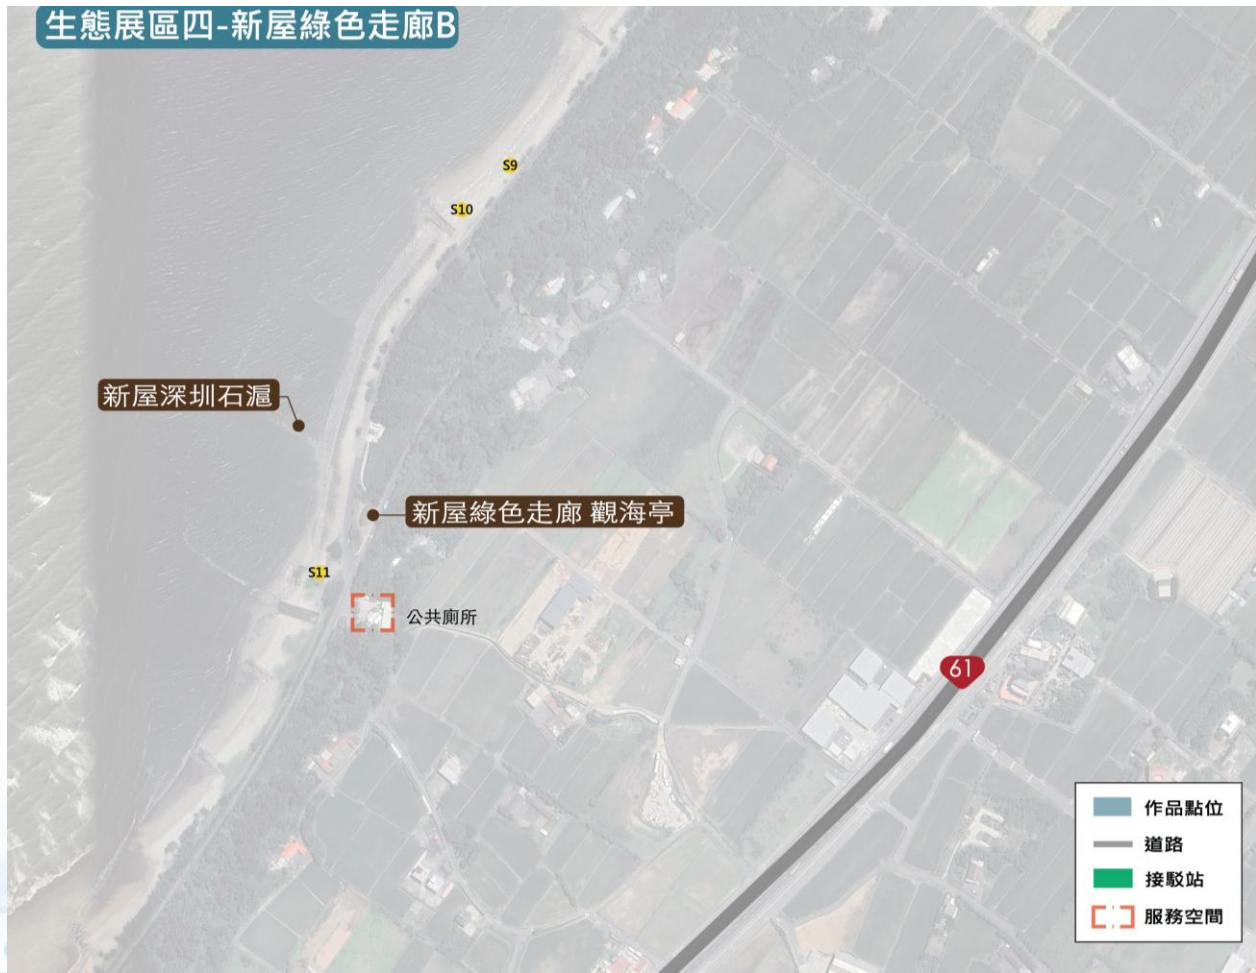 生態展區四-新屋綠色走廊B
S9
S10
新屋深圳石滬
新屋綠色走廊 觀海亭
S11
公共廁所
61
作品點位
道路
接駁站
服務空間